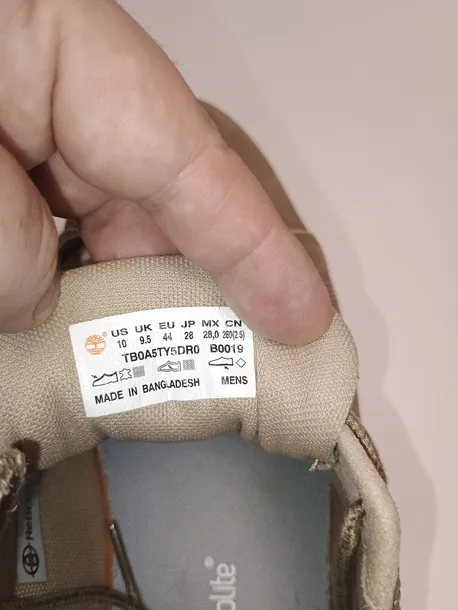 US UK EU JP MX CN
10 9.5 44 28 28,0 280(2.5)
TB0A5TY5DR0 B0019
MADE IN BANGLADESH MENS